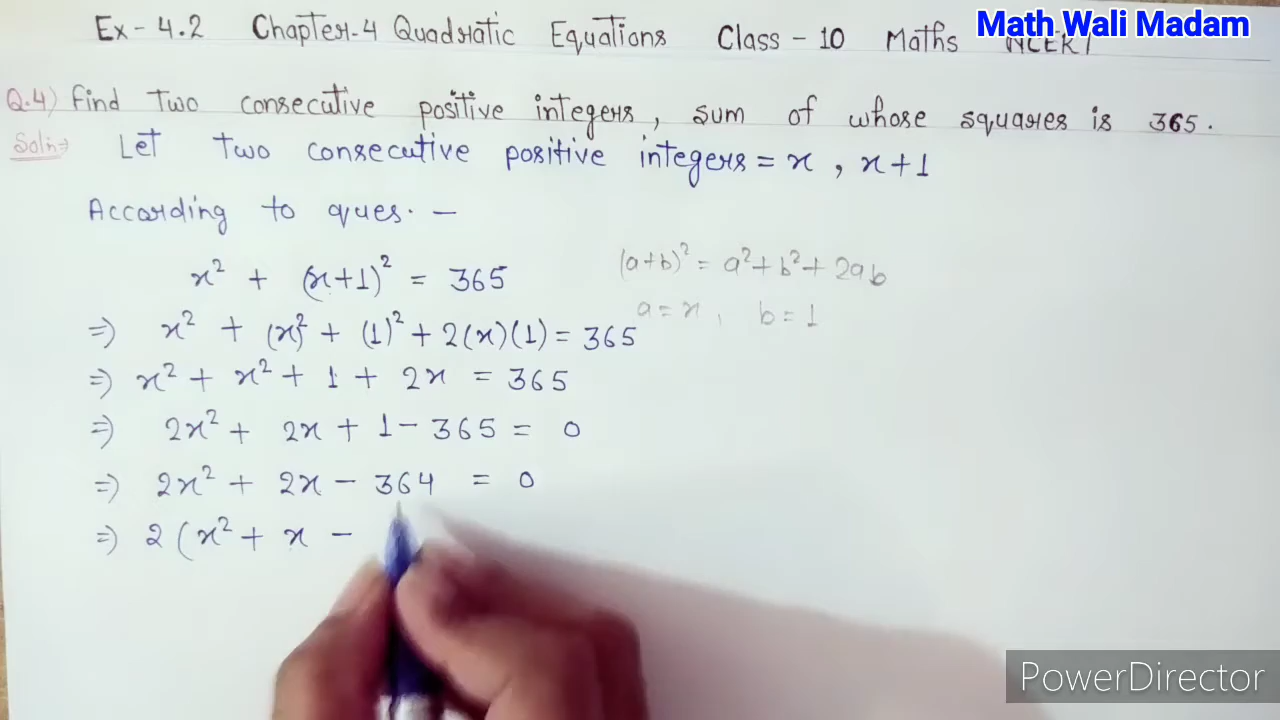 Ex - 4.2 Chapter-4 Quadratic Equations Class - 10 Maths NCERT
Math Wali Madam
Q.4) Find Two consecutive positive integers, sum of whose squares is 365.
Soln⇒ Let two consecutive positive integers = x, x+1
According to ques. —
x² + (x+1)² = 365
(a+b)² = a²+b²+2ab
a = x, b = 1
⇒ x² + (x)² + (1)² + 2(x)(1) = 365
⇒ x² + x² + 1 + 2x = 365
⇒ 2x² + 2x + 1 - 365 = 0
⇒ 2x² + 2x - 364 = 0
⇒ 2 (x² + x -
PowerDirector